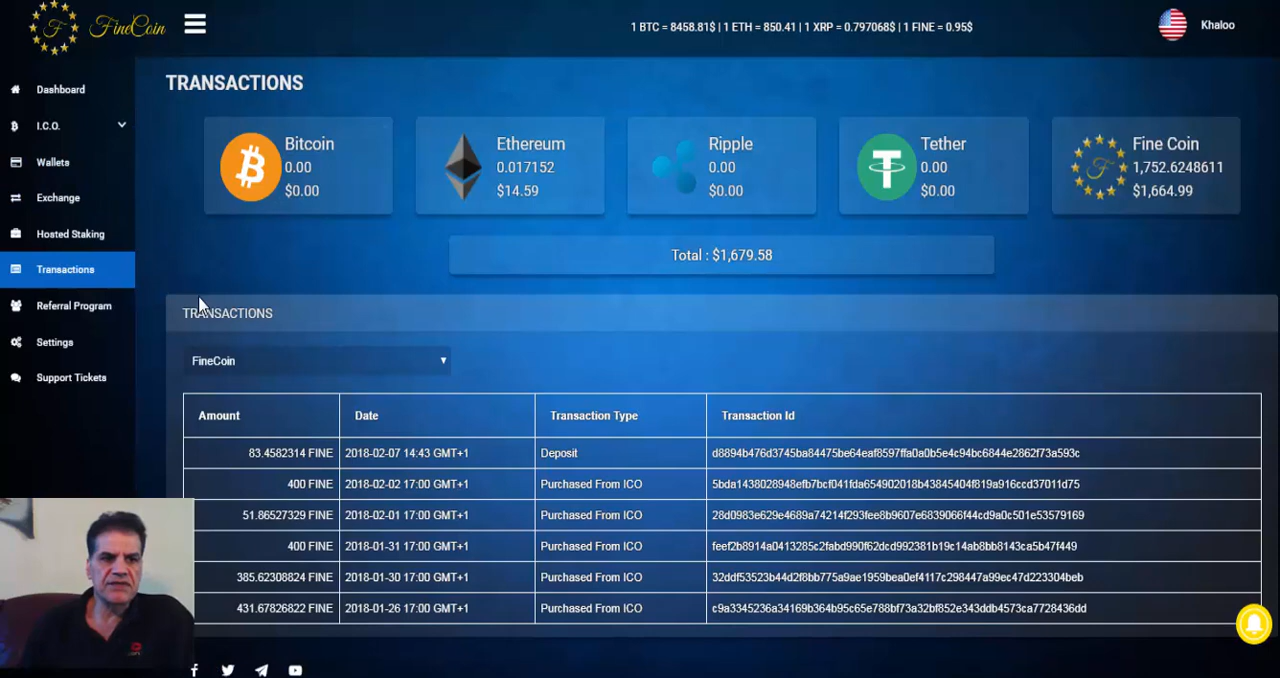 FineCoin
1 BTC = 8458.81$ | 1 ETH = 850.41 | 1 XRP = 0.797068$ | 1 FINE = 0.95$
Khaloo
Dashboard
I.C.O.
Wallets
Exchange
Hosted Staking
Transactions
Referral Program
Settings
Support Tickets
TRANSACTIONS
Bitcoin
0.00
$0.00
Ethereum
0.017152
$14.59
Ripple
0.00
$0.00
Tether
0.00
$0.00
Fine Coin
1,752.6248611
$1,664.99
Total : $1,679.58
TRANSACTIONS
FineCoin
Amount Date Transaction Type Transaction Id
83.4582314 FINE 2018-02-07 14:43 GMT+1 Deposit d8894b476d3745ba84475be64eaf8597ffa0a0b5e4c94bc6844e2862f73a593c
400 FINE 2018-02-02 17:00 GMT+1 Purchased From ICO 5bda1438028948efb7bcf041fda654902018b43845404f819a916ccd37011d75
51.86527329 FINE 2018-02-01 17:00 GMT+1 Purchased From ICO 28d0983e629e4689a74214f293fee8b9607e6839066f44cd9a0c501e53579169
400 FINE 2018-01-31 17:00 GMT+1 Purchased From ICO feef2b8914a0413285c2fabd990f62dcd992381b19c14ab8bb8143ca5b47f449
385.62308824 FINE 2018-01-30 17:00 GMT+1 Purchased From ICO 32ddf53523b44d2f8bb775a9ae1959bea0ef4117c298447a99ec47d223304beb
431.67826822 FINE 2018-01-26 17:00 GMT+1 Purchased From ICO c9a3345236a34169b364b95c65e788bf73a32bf852e343ddb4573ca7728436dd